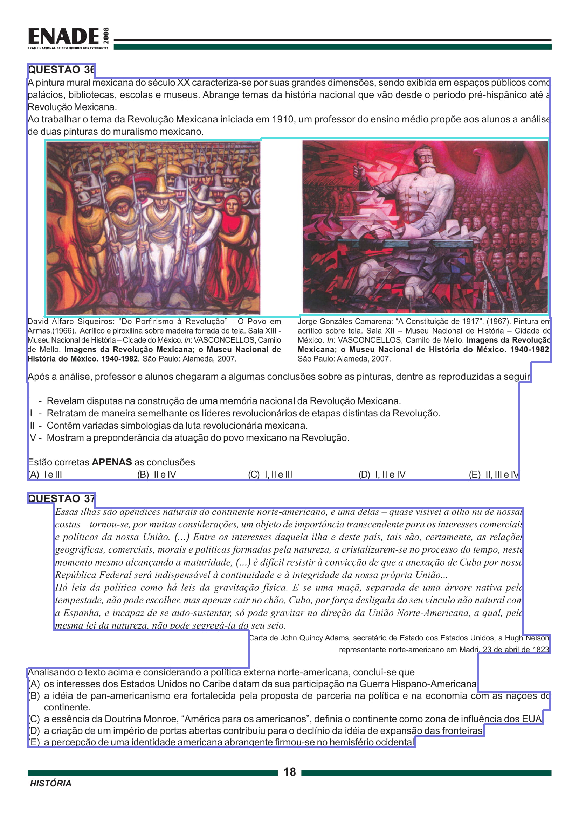 ENADE 2008
EXAME NACIONAL DE DESEMPENHO DOS ESTUDANTES
QUESTÃO 36
A pintura mural mexicana do século XX caracteriza-se por suas grandes dimensões, sendo exibida em espaços públicos como
palácios, bibliotecas, escolas e museus. Abrange temas da história nacional que vão desde o período pré-hispânico até a
Revolução Mexicana.
Ao trabalhar o tema da Revolução Mexicana iniciada em 1910, um professor do ensino médio propõe aos alunos a análise
de duas pinturas do muralismo mexicano.
David Alfaro Siqueiros: "Do Porfirismo à Revolução" - O Povo em
Armas.(1966). Acrílico e piroxilina sobre madeira forrada de tela. Sala XIII -
Museu Nacional de História – Cidade do México. In: VASCONCELLOS, Camilo
de Mello. Imagens da Revolução Mexicana; o Museu Nacional de
História do México. 1940-1982. São Paulo: Alameda, 2007.
Jorge Gonzáles Camarena: "A Constituição de 1917". (1967). Pintura em
acrílico sobre tela. Sala XII – Museu Nacional de História – Cidade do
México. In: VASCONCELLOS, Camilo de Mello. Imagens da Revolução
Mexicana; o Museu Nacional de História do México. 1940-1982.
São Paulo: Alameda, 2007.
Após a análise, professor e alunos chegaram a algumas conclusões sobre as pinturas, dentre as reproduzidas a seguir.
I - Revelam disputas na construção de uma memória nacional da Revolução Mexicana.
II - Retratam de maneira semelhante os líderes revolucionários de etapas distintas da Revolução.
III - Contêm variadas simbologias da luta revolucionária mexicana.
IV - Mostram a preponderância da atuação do povo mexicano na Revolução.
Estão corretas APENAS as conclusões
(A) I e III (B) II e IV (C) I, II e III (D) I, II e IV (E) II, III e IV
QUESTÃO 37
Essas ilhas são apêndices naturais do continente norte-americano, e uma delas – quase visível a olho nu de nossas
costas – tornou-se, por muitas considerações, um objeto de importância transcendente para os interesses comerciais
e políticos da nossa União. (...) Entre os interesses daquela ilha e deste país, tais são, certamente, as relações
geográficas, comerciais, morais e políticas formadas pela natureza, a cristalizarem-se no processo do tempo, neste
momento mesmo alcançando a maturidade, (...) é difícil resistir à convicção de que a anexação de Cuba por nossa
República Federal será indispensável à continuidade e à integridade da nossa própria União...
Há leis da política como há leis da gravitação física. E se uma maçã, separada de uma árvore nativa pela
tempestade, não pode escolher, mas apenas cair no chão, Cuba, por força desligada do seu vínculo não natural com
a Espanha, e incapaz de se auto-sustentar, só pode gravitar na direção da União Norte-Americana, a qual, pela
mesma lei da natureza, não pode segregá-la do seu seio.
Carta de John Quincy Adams, secretário de Estado dos Estados Unidos, a Hugh Nelson,
representante norte-americano em Madri, 23 de abril de 1823.
Analisando o texto acima e considerando a política externa norte-americana, conclui-se que
(A) os interesses dos Estados Unidos no Caribe datam da sua participação na Guerra Hispano-Americana.
(B) a idéia de pan-americanismo era fortalecida pela proposta de parceria na política e na economia com as nações do
continente.
(C) a essência da Doutrina Monroe, "América para os americanos", definia o continente como zona de influência dos EUA.
(D) a criação de um império de portas abertas contribuiu para o declínio da idéia de expansão das fronteiras.
(E) a percepção de uma identidade americana abrangente firmou-se no hemisfério ocidental.
18
HISTÓRIA